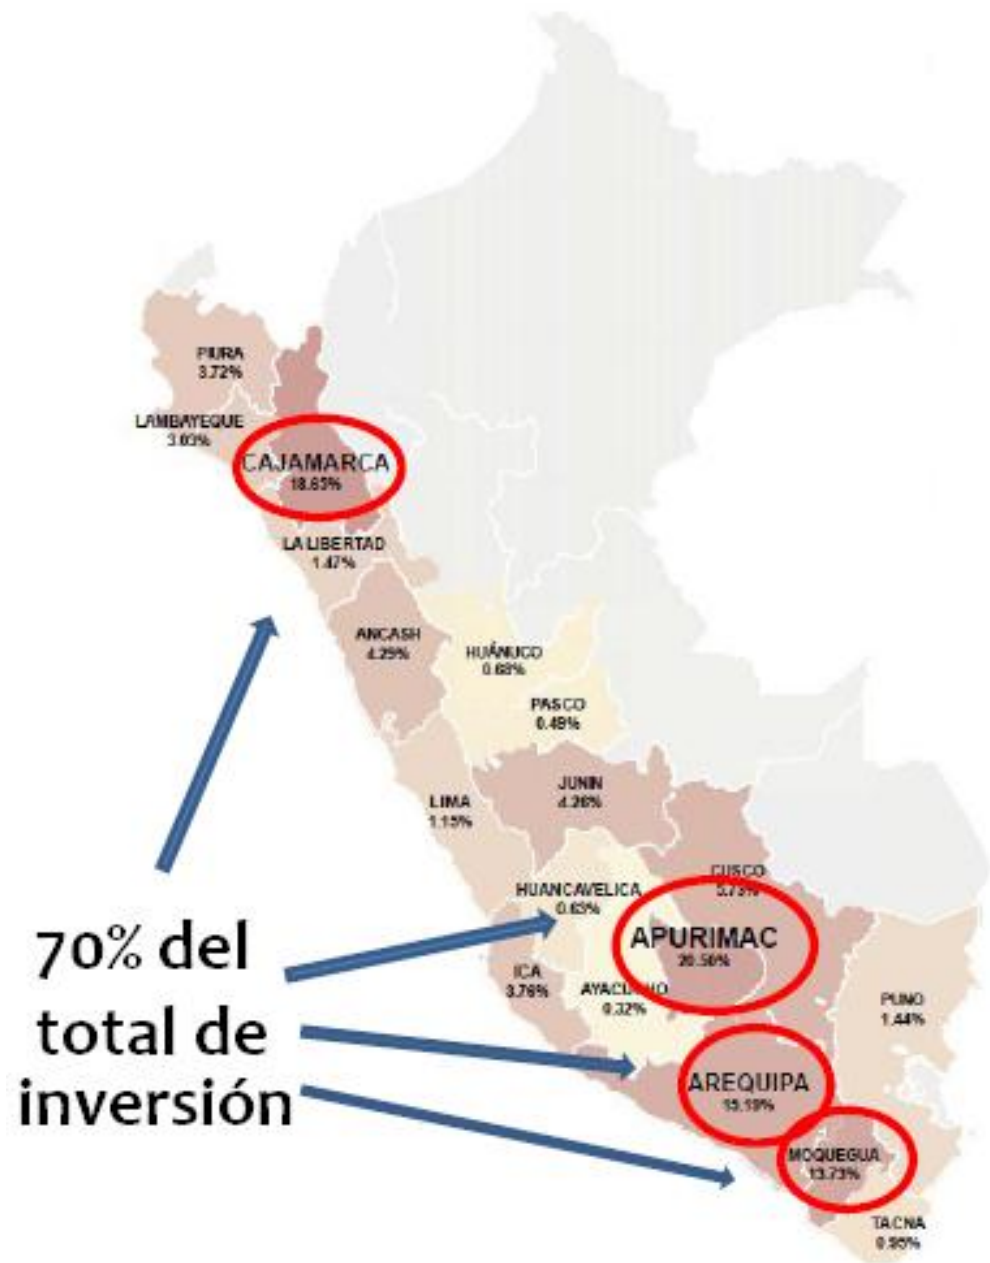 PIURA
3.72%
LAMBAYEQUE
3.03%
CAJAMARCA
18.65%
LA LIBERTAD
1.47%
ANCASH
4.29%
HUÁNUCO
0.68%
PASCO
0.49%
JUNIN
4.26%
LIMA
1.15%
CUSCO
5.73%
HUANCAVELICA
0.63%
APURIMAC
20.50%
ICA
3.76%
AYACUCHO
0.32%
PUNO
1.44%
AREQUIPA
15.19%
MOQUEGUA
13.73%
TACNA
0.95%
70% del
total de
inversión